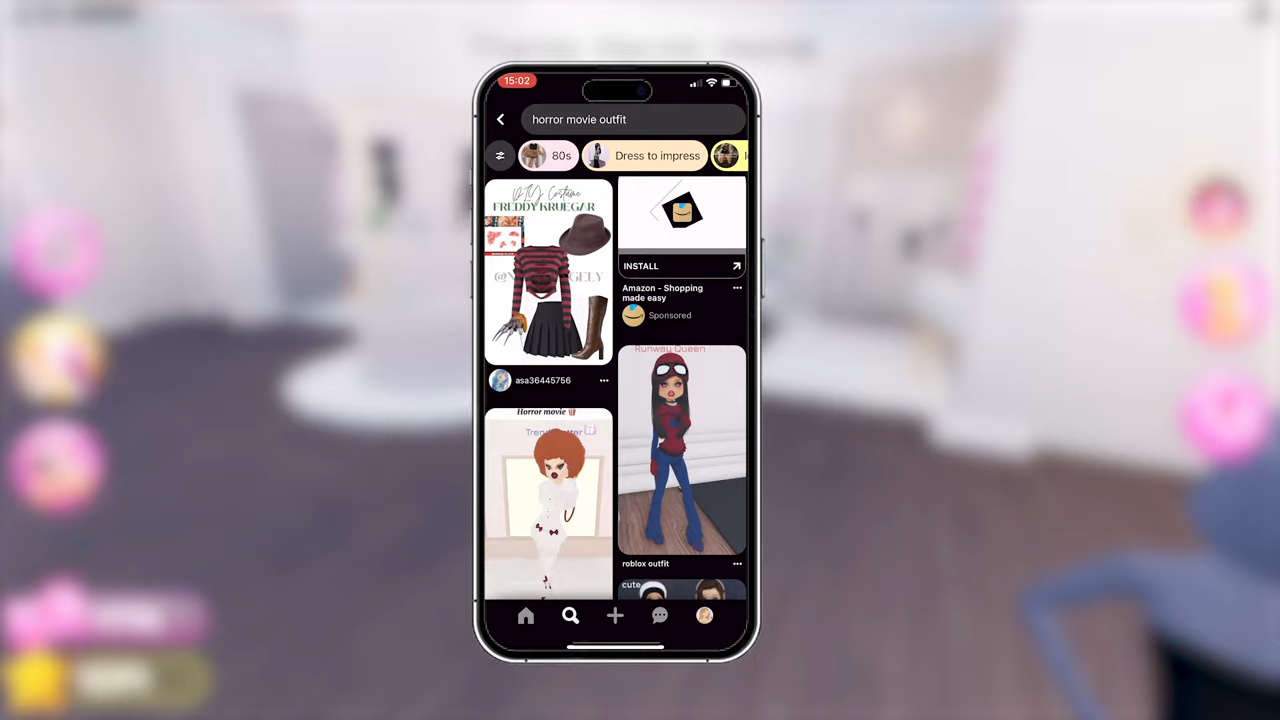 15:02
horror movie outfit
80s
Dress to impress
DIY Costume
FREDDY KRUEGAR
INSTALL
Amazon - Shopping
made easy
Sponsored
asa36445756
Runway Queen
Horror movie
roblox outfit
cute